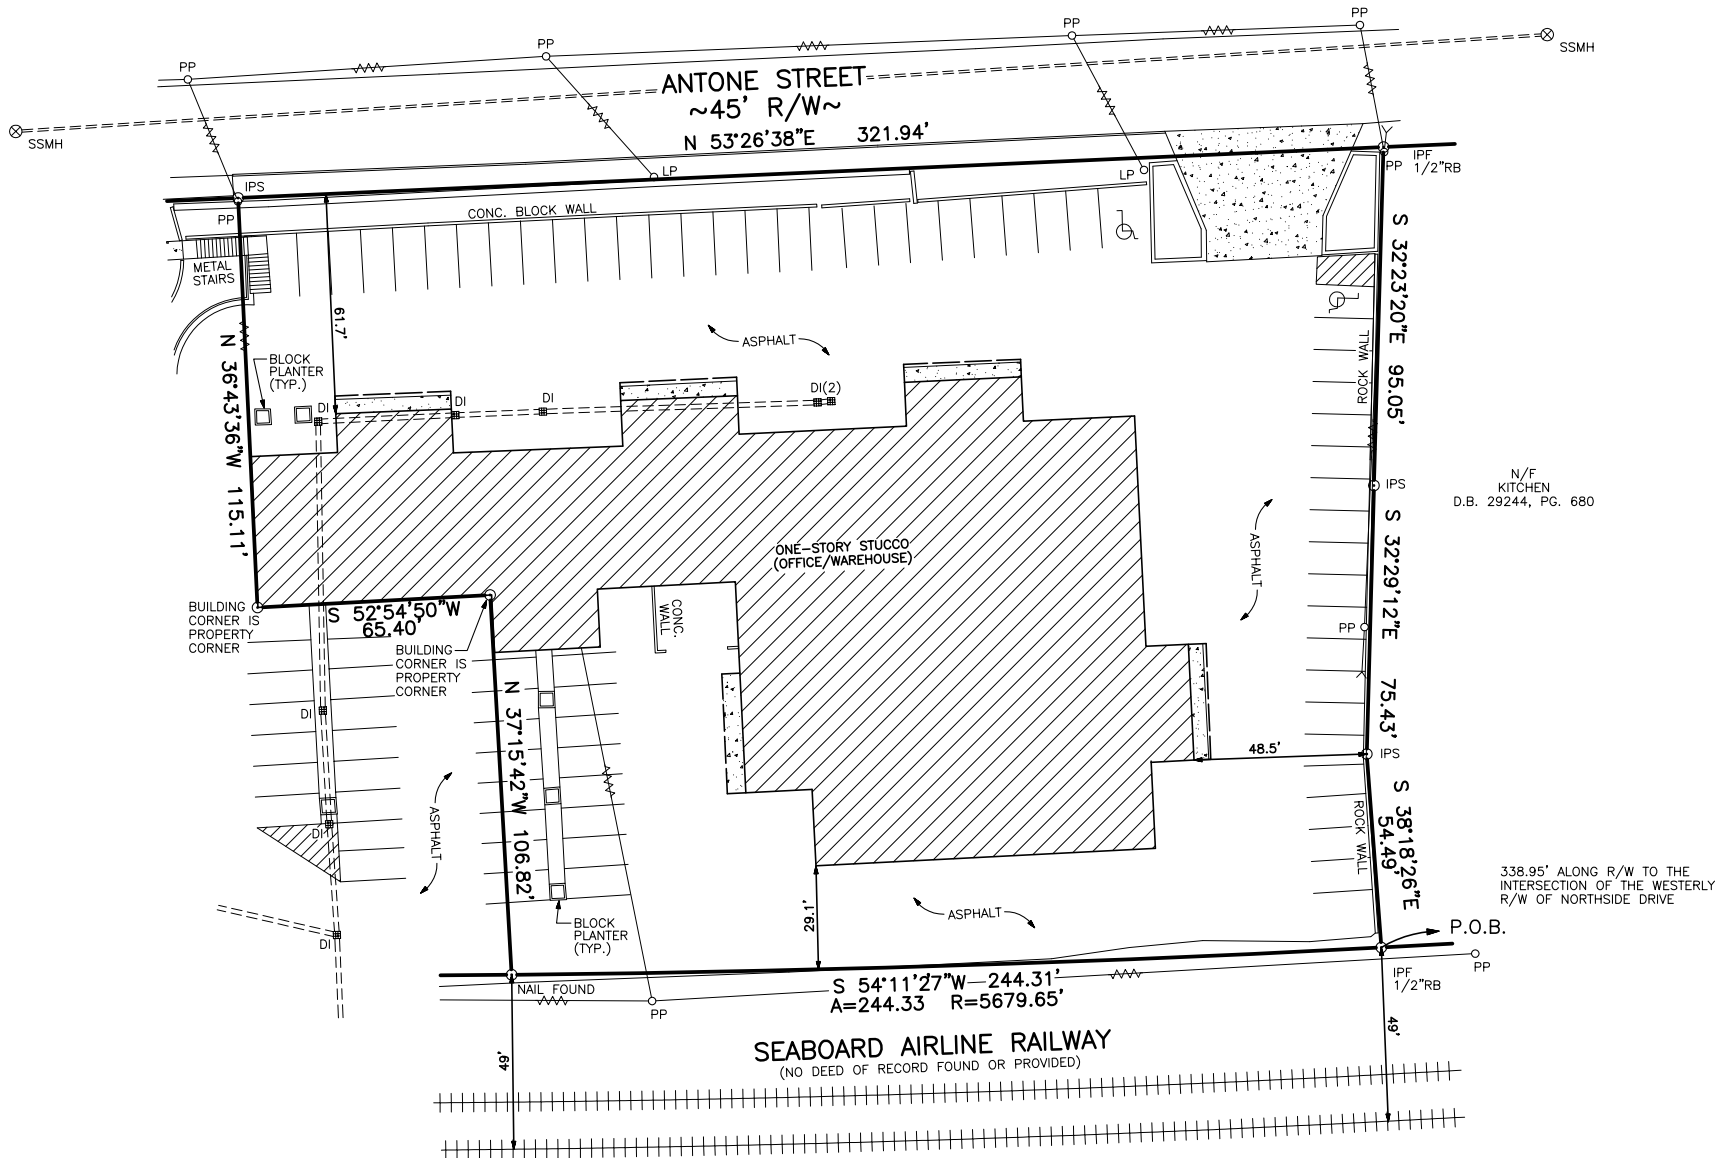 PP
PP
PP
PP
SSMH
SSMH
ANTONE STREET
~45' R/W~
N 53°26'38"E 321.94'
IPS
PP
LP
LP
PP
IPF
1/2"RB
CONC. BLOCK WALL
METAL
STAIRS
61.7'
N 36°43'36"W 115.11'
BLOCK
PLANTER
(TYP.)
DI
DI
DI
DI(2)
ASPHALT
ROCK WALL
S 32°23'20"E 95.05'
IPS
N/F
KITCHEN
D.B. 29244, PG. 680
ONE-STORY STUCCO
(OFFICE/WAREHOUSE)
ASPHALT
S 32°29'12"E 75.43'
PP
IPS
BUILDING
CORNER IS
PROPERTY
CORNER
S 52°54'50"W
65.40'
BUILDING
CORNER IS
PROPERTY
CORNER
CONC.
WALL
DI
N 37°15'42"W 106.82'
48.5'
ASPHALT
DI
DI
BLOCK
PLANTER
(TYP.)
29.1'
ASPHALT
ROCK WALL
S 38°18'26"E
54.49'
338.95' ALONG R/W TO THE
INTERSECTION OF THE WESTERLY
R/W OF NORTHSIDE DRIVE
P.O.B.
PP
IPF
1/2"RB
NAIL FOUND
PP
S 54°11'27"W 244.31'
A=244.33 R=5679.65'
49'
49'
SEABOARD AIRLINE RAILWAY
(NO DEED OF RECORD FOUND OR PROVIDED)